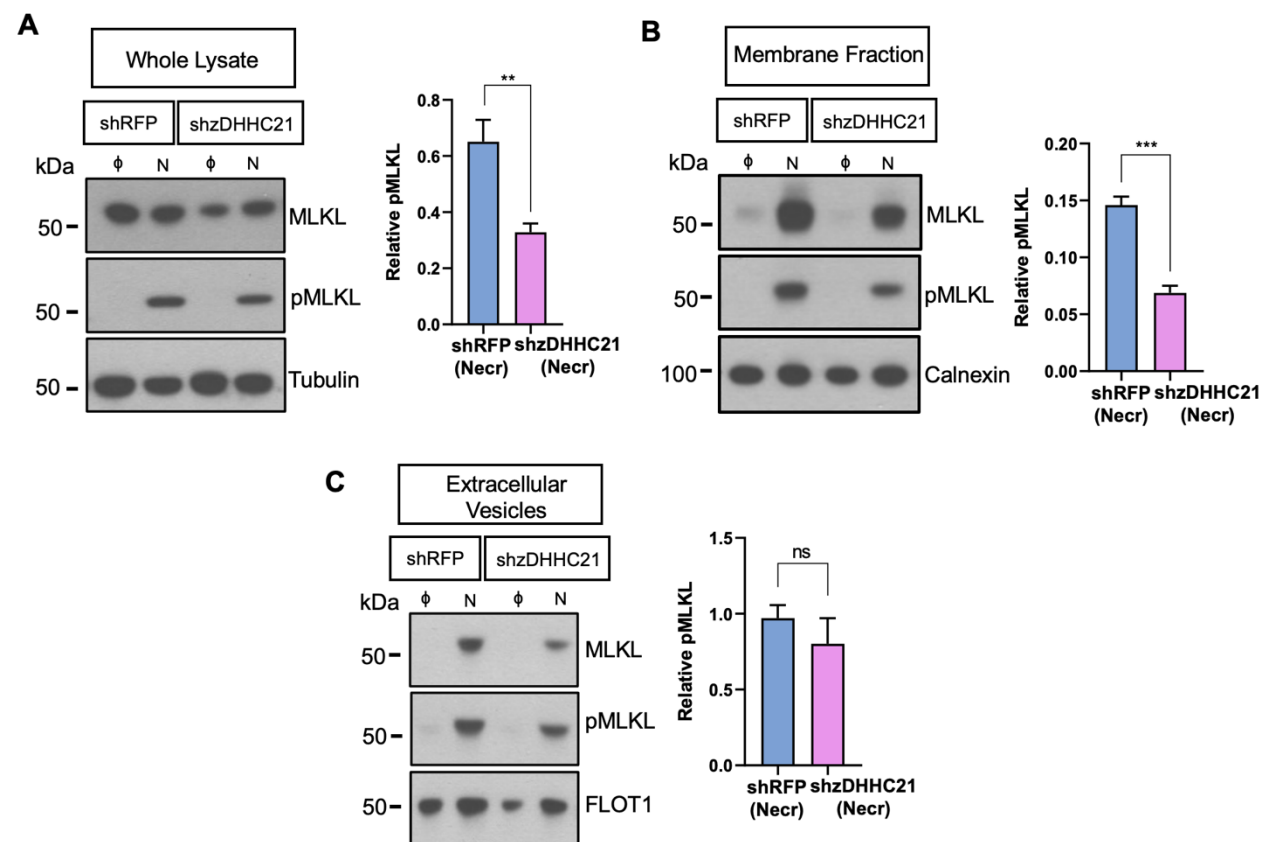 A
Whole Lysate
shRFP shzDHHC21
kDa ϕ N ϕ N
50 MLKL
50 pMLKL
50 Tubulin
**
Relative pMLKL
0.8
0.6
0.4
0.2
0.0
shRFP shzDHHC21
(Necr) (Necr)
B
Membrane Fraction
shRFP shzDHHC21
kDa ϕ N ϕ N
50 MLKL
50 pMLKL
100 Calnexin
***
Relative pMLKL
0.20
0.15
0.10
0.05
0.00
shRFP shzDHHC21
(Necr) (Necr)
C
Extracellular
Vesicles
shRFP shzDHHC21
kDa ϕ N ϕ N
50 MLKL
50 pMLKL
50 FLOT1
ns
Relative pMLKL
1.5
1.0
0.5
0.0
shRFP shzDHHC21
(Necr) (Necr)